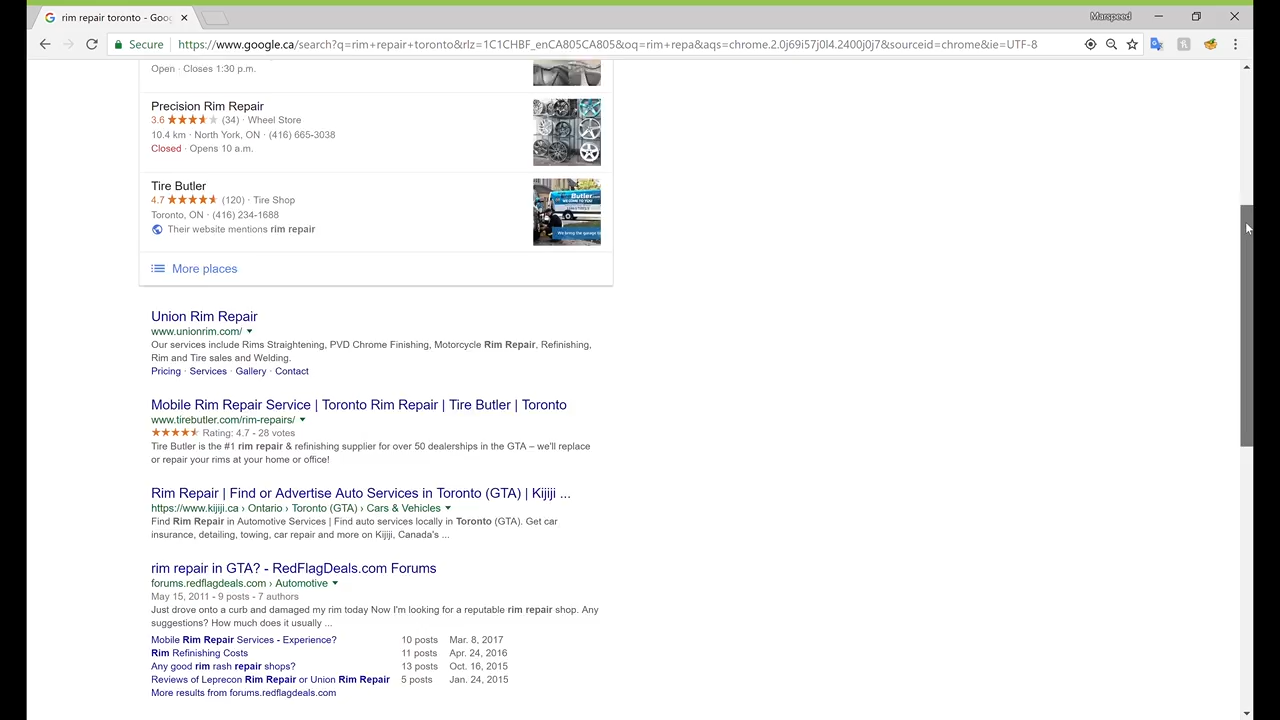 rim repair toronto - Goo
Marspeed
Secure
https://www.google.ca/search?q=rim+repair+toronto&rlz=1C1CHBF_enCA805CA805&oq=rim+repa&aqs=chrome.2.0j69i57j0l4.2400j0j7&sourceid=chrome&ie=UTF-8
Open · Closes 1:30 p.m.
Precision Rim Repair
3.6 (34) · Wheel Store
10.4 km · North York, ON · (416) 665-3038
Closed · Opens 10 a.m.
Tire Butler
4.7 (120) · Tire Shop
Toronto, ON · (416) 234-1688
Their website mentions rim repair
Butler
More places
Union Rim Repair
www.unionrim.com/
Our services include Rims Straightening, PVD Chrome Finishing, Motorcycle Rim Repair, Refinishing,
Rim and Tire sales and Welding.
Pricing · Services · Gallery · Contact
Mobile Rim Repair Service | Toronto Rim Repair | Tire Butler | Toronto
www.tirebutler.com/rim-repairs/
Rating: 4.7 - 28 votes
Tire Butler is the #1 rim repair & refinishing supplier for over 50 dealerships in the GTA – we'll replace
or repair your rims at your home or office!
Rim Repair | Find or Advertise Auto Services in Toronto (GTA) | Kijiji ...
https://www.kijiji.ca › Ontario › Toronto (GTA) › Cars & Vehicles
Find Rim Repair in Automotive Services | Find auto services locally in Toronto (GTA). Get car
insurance, detailing, towing, car repair and more on Kijiji, Canada's ...
rim repair in GTA? - RedFlagDeals.com Forums
forums.redflagdeals.com › Automotive
May 15, 2011 - 9 posts - 7 authors
Just drove onto a curb and damaged my rim today Now I'm looking for a reputable rim repair shop. Any
suggestions? How much does it usually ...
Mobile Rim Repair Services - Experience? 10 posts Mar. 8, 2017
Rim Refinishing Costs 11 posts Apr. 24, 2016
Any good rim rash repair shops? 13 posts Oct. 16, 2015
Reviews of Leprecon Rim Repair or Union Rim Repair 5 posts Jan. 24, 2015
More results from forums.redflagdeals.com